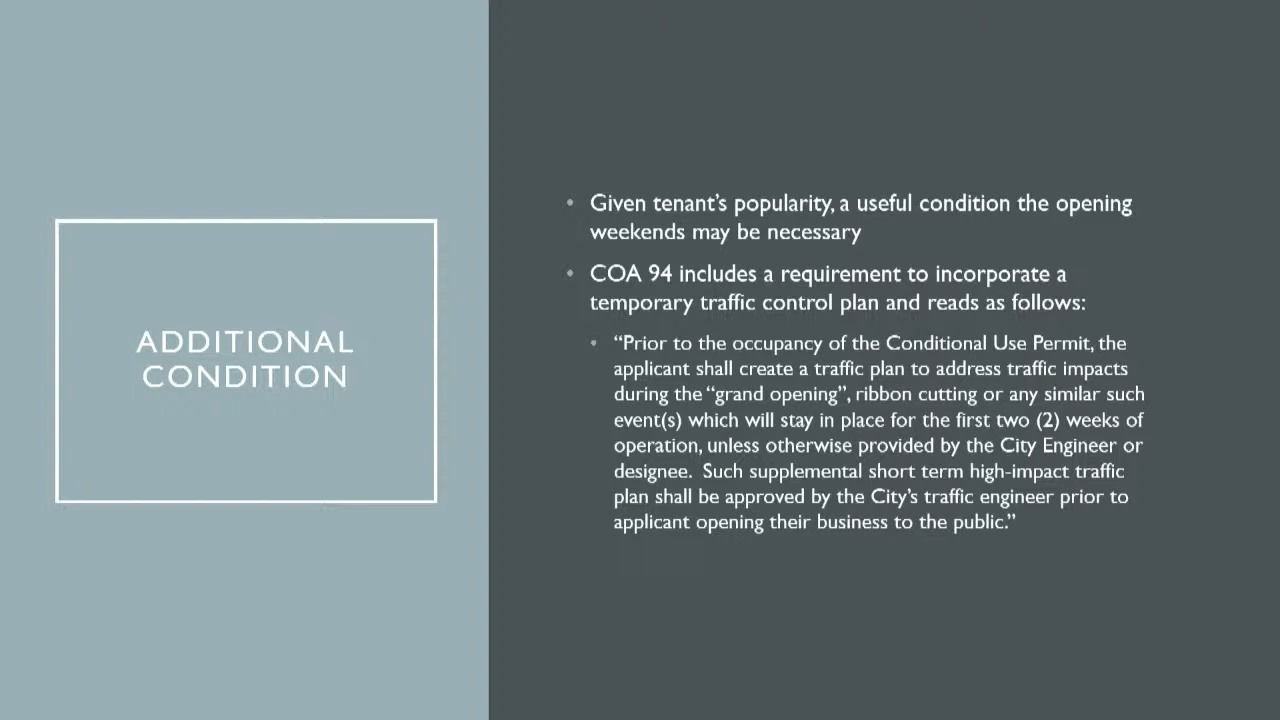 ADDITIONAL
CONDITION
• Given tenant's popularity, a useful condition the opening
weekends may be necessary
• COA 94 includes a requirement to incorporate a
temporary traffic control plan and reads as follows:
• “Prior to the occupancy of the Conditional Use Permit, the
applicant shall create a traffic plan to address traffic impacts
during the “grand opening”, ribbon cutting or any similar such
event(s) which will stay in place for the first two (2) weeks of
operation, unless otherwise provided by the City Engineer or
designee.  Such supplemental short term high-impact traffic
plan shall be approved by the City's traffic engineer prior to
applicant opening their business to the public.”